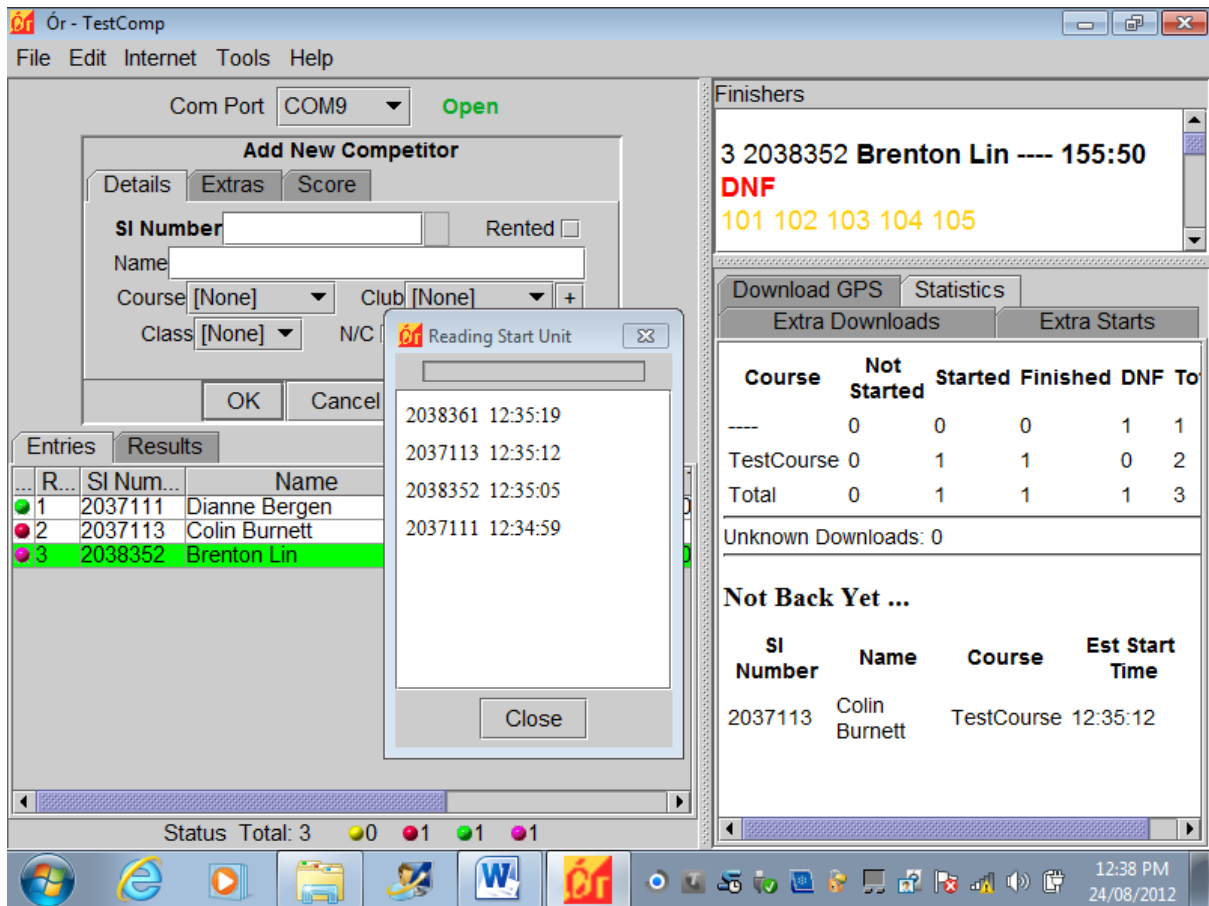 Ór Ór - TestComp
File Edit Internet Tools Help
Com Port COM9 Open
Add New Competitor
Details Extras Score
SI Number Rented
Name
Course [None] Club [None] +
Class [None] N/C
OK Cancel
Entries Results
... R... SI Num... Name
1 2037111 Dianne Bergen
2 2037113 Colin Burnett
3 2038352 Brenton Lin
Status Total: 3 0 1 1 1
Ór Reading Start Unit
2038361 12:35:19
2037113 12:35:12
2038352 12:35:05
2037111 12:34:59
Close
Finishers
3 2038352 Brenton Lin ---- 155:50
DNF
101 102 103 104 105
Download GPS Statistics
Extra Downloads Extra Starts
Course Not Started Started Finished DNF To
---- 0 0 0 1 1
TestCourse 0 1 1 0 2
Total 0 1 1 1 3
Unknown Downloads: 0
Not Back Yet ...
SI Number Name Course Est Start Time
2037113 Colin Burnett TestCourse 12:35:12
W Ór
12:38 PM
24/08/2012